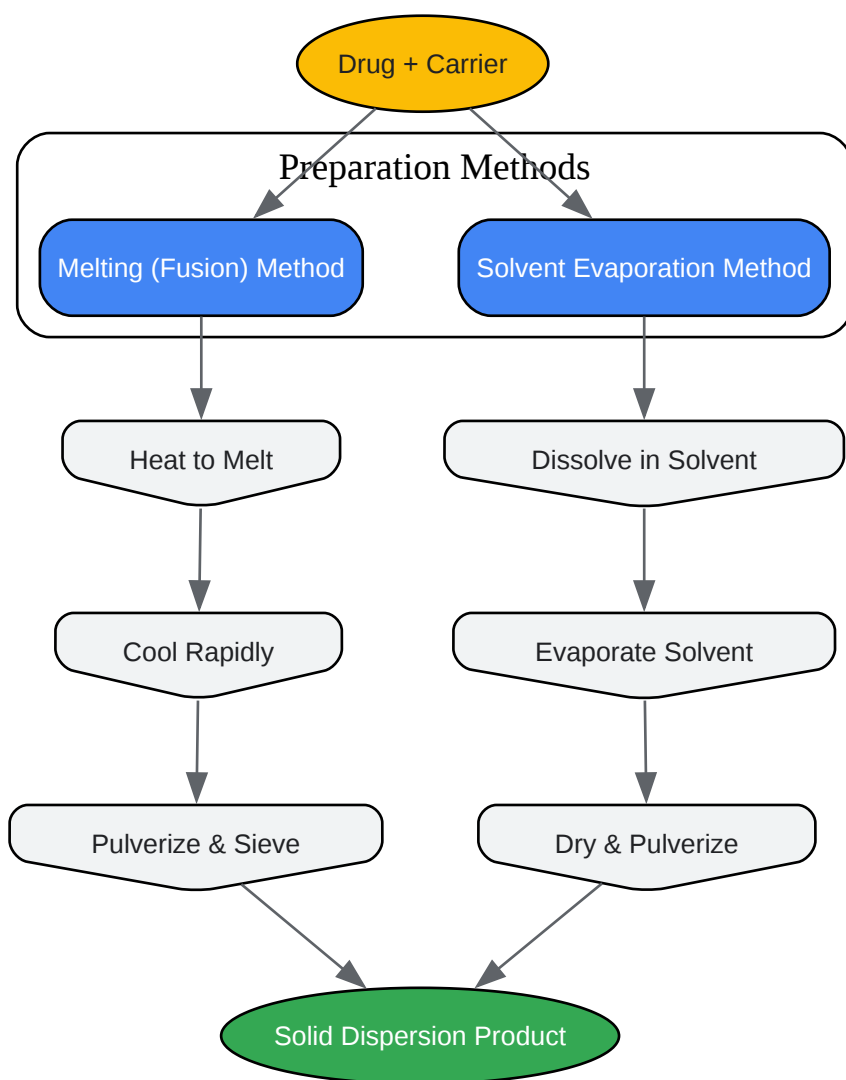 Drug + Carrier
Preparation Methods
Melting (Fusion) Method
Solvent Evaporation Method
Heat to Melt
Dissolve in Solvent
Cool Rapidly
Evaporate Solvent
Pulverize & Sieve
Dry & Pulverize
Solid Dispersion Product